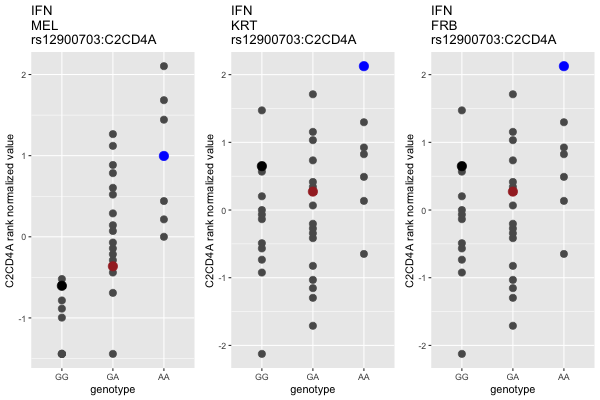 IFN
MEL
rs12900703:C2CD4A
C2CD4A rank normalized value
2
1
0
-1
GG GA AA
genotype
IFN
KRT
rs12900703:C2CD4A
C2CD4A rank normalized value
2
1
0
-1
-2
GG GA AA
genotype
IFN
FRB
rs12900703:C2CD4A
C2CD4A rank normalized value
2
1
0
-1
-2
GG GA AA
genotype